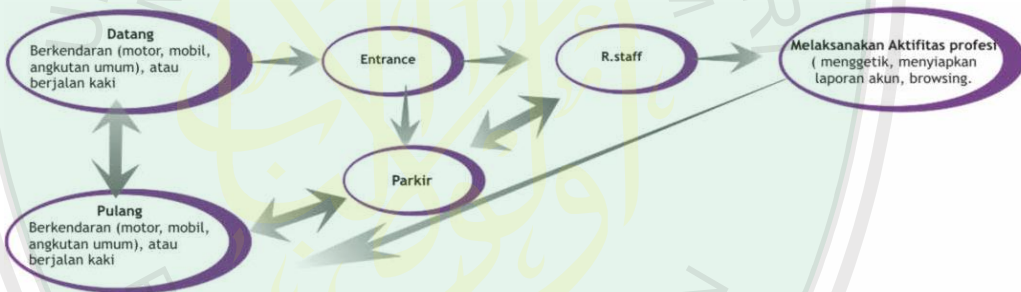 Datang
Berkendaran (motor, mobil,
angkutan umum), atau
berjalan kaki
Entrance
R.staff
Melaksanakan Aktifitas profesi
( menggetik, menyiapkan
laporan akun, browsing.
Parkir
Pulang
Berkendaran (motor, mobil,
angkutan umum), atau
berjalan kaki